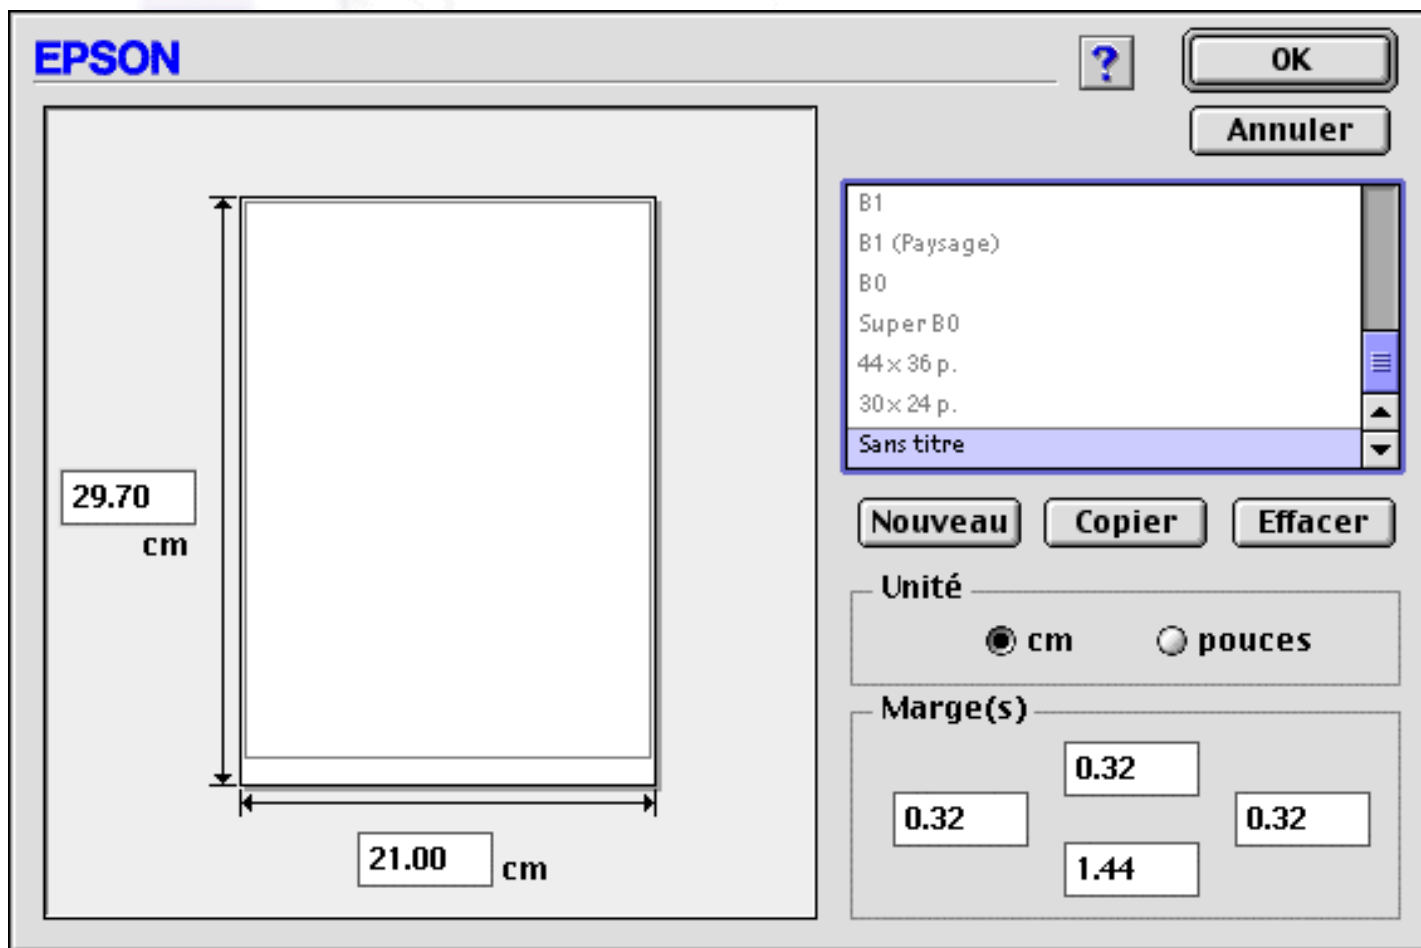 EPSON
?
OK
Annuler
B1
B1 (Paysage)
B0
Super B0
44 x 36 p.
30 x 24 p.
Sans titre
29.70
cm
21.00 cm
Nouveau Copier Effacer
Unité
cm pouces
Marge(s)
0.32
0.32 0.32
1.44